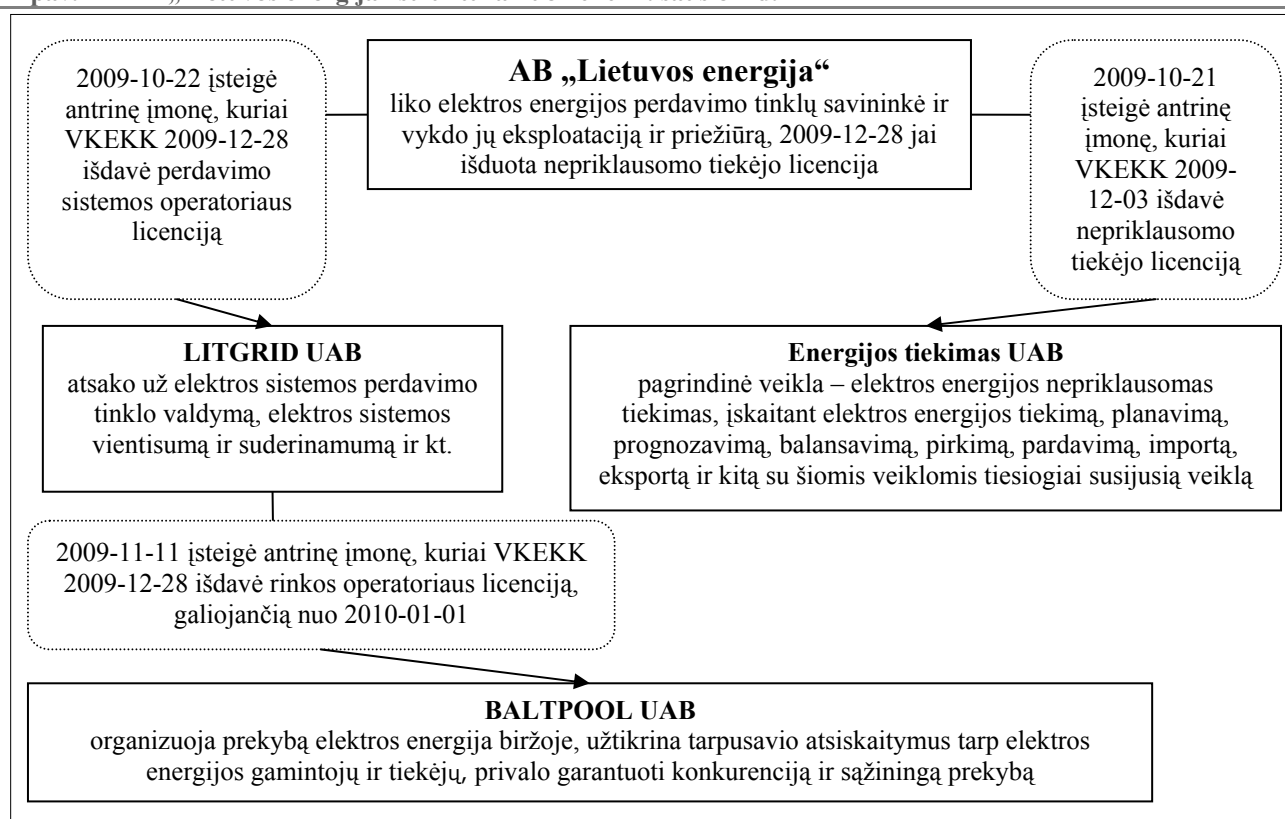 2009-10-22 įsteigė
antrinę įmonę, kuriai
VKEKK 2009-12-28
išdavė perdavimo
sistemos operatoriaus
licenciją
AB „Lietuvos energija“
liko elektros energijos perdavimo tinklų savininkė ir
vykdo jų eksploataciją ir priežiūrą, 2009-12-28 jai
išduota nepriklausomo tiekėjo licencija
2009-10-21
įsteigė antrinę
įmonę, kuriai
VKEKK 2009-
12-03 išdavė
nepriklausomo
tiekėjo licenciją
LITGRID UAB
atsako už elektros sistemos perdavimo
tinklo valdymą, elektros sistemos
vientisumą ir suderinamumą ir kt.
Energijos tiekimas UAB
pagrindinė veikla – elektros energijos nepriklausomas
tiekimas, įskaitant elektros energijos tiekimą, planavimą,
prognozavimą, balansavimą, pirkimą, pardavimą, importą,
eksportą ir kitą su šiomis veiklomis tiesiogiai susijusią veiklą
2009-11-11 įsteigė antrinę įmonę, kuriai VKEKK
2009-12-28 išdavė rinkos operatoriaus licenciją,
galiojančią nuo 2010-01-01
BALTPOOL UAB
organizuoja prekybą elektros energija biržoje, užtikrina tarpusavio atsiskaitymus tarp elektros
energijos gamintojų ir tiekėjų, privalo garantuoti konkurenciją ir sąžiningą prekybą